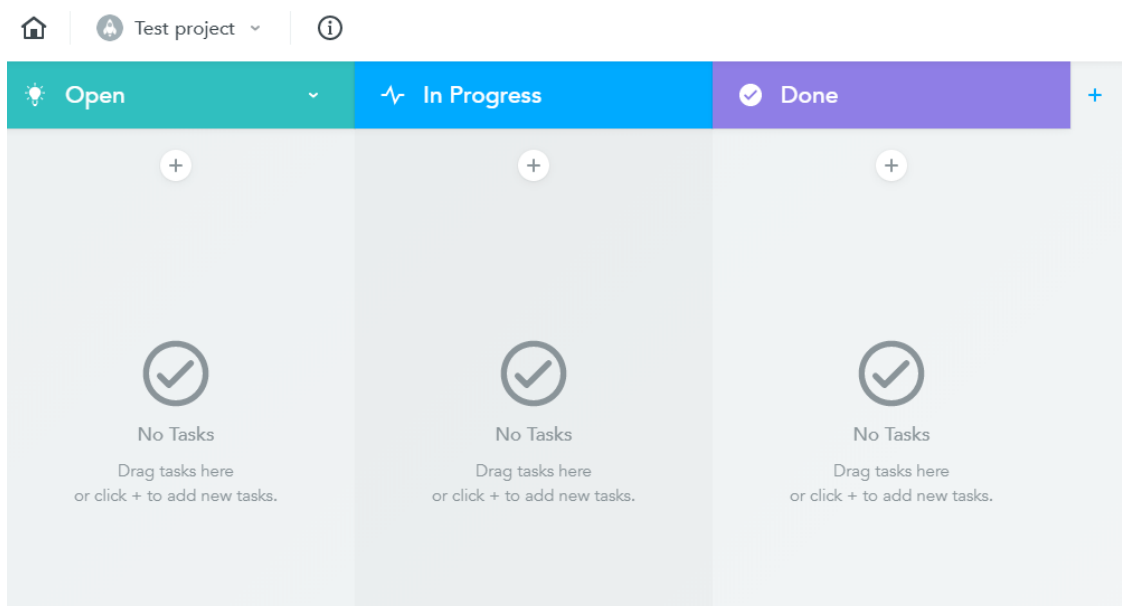 Test project
Open
In Progress
Done
+
+
+
+
No Tasks
Drag tasks here
or click + to add new tasks.
No Tasks
Drag tasks here
or click + to add new tasks.
No Tasks
Drag tasks here
or click + to add new tasks.